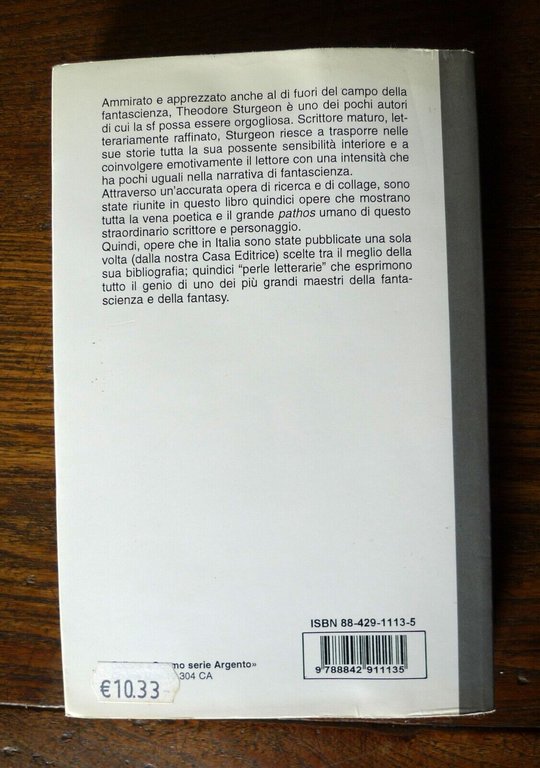 Ammirato e apprezzato anche al di fuori del campo della
fantascienza, Theodore Sturgeon è uno dei pochi autori
di cui la sf possa essere orgogliosa. Scrittore maturo, let-
terariamente raffinato, Sturgeon riesce a trasporre nelle
sue storie tutta la sua possente sensibilità interiore e a
coinvolgere emotivamente il lettore con una intensità che
ha pochi uguali nella narrativa di fantascienza.
Attraverso un'accurata opera di ricerca e di collage, sono
state riunite in questo libro quindici opere che mostrano
tutta la vena poetica e il grande pathos umano di questo
straordinario scrittore e personaggio.
Quindi, opere che in Italia sono state pubblicate una sola
volta (dalla nostra Casa Editrice) scelte tra il meglio della
sua bibliografia; quindici "perle letterarie" che esprimono
tutto il genio di uno dei più grandi maestri della fanta-
scienza e della fantasy.
ISBN 88-429-1113-5
9 788842 911135
serie Argento»
304 CA
€10.33